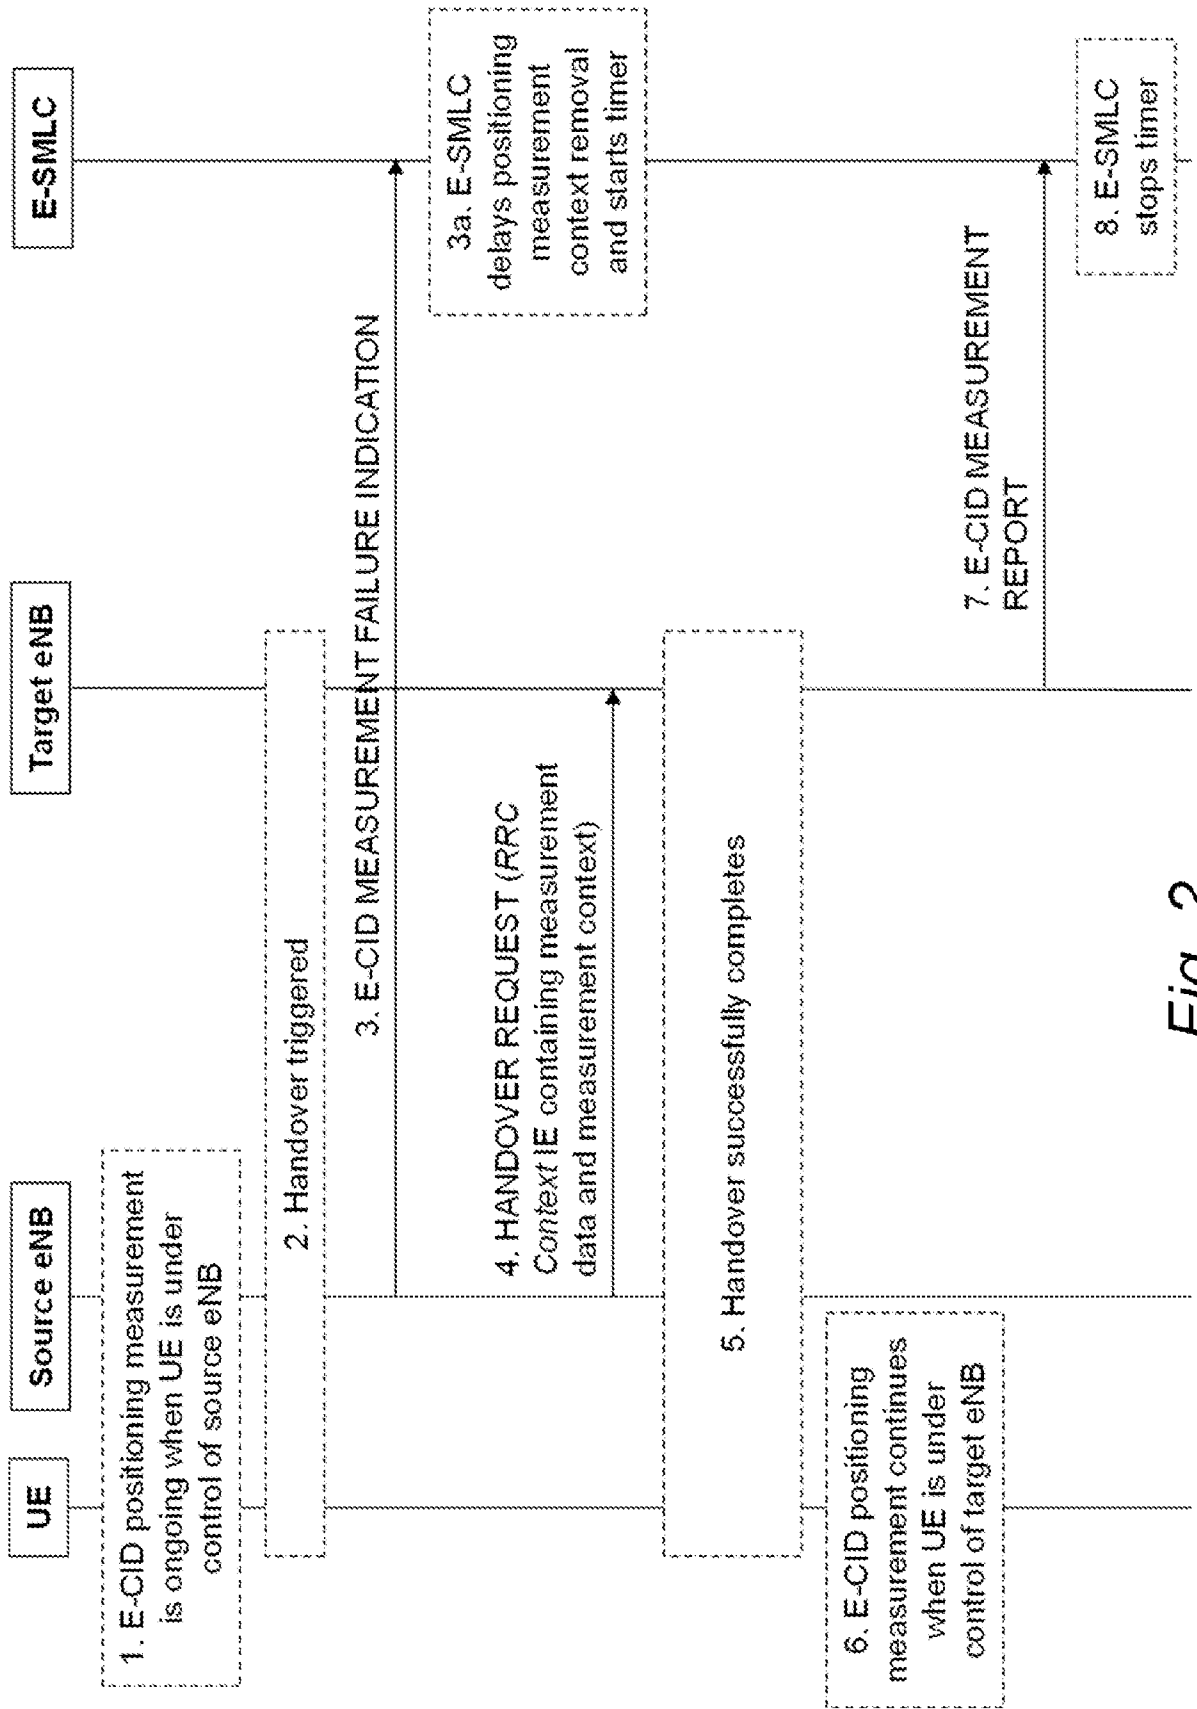 UE
Source eNB
Target eNB
E-SMLC
1. E-CID positioning measurement
is ongoing when UE is under
control of source eNB
2. Handover triggered
3. E-CID MEASUREMENT FAILURE INDICATION
3a. E-SMLC
delays positioning
measurement
context removal
and starts timer
4. HANDOVER REQUEST (RRC
Context IE containing measurement
data and measurement context)
5. Handover successfully completes
6. E-CID positioning
measurement continues
when UE is under
control of target eNB
7. E-CID MEASUREMENT
REPORT
8. E-SMLC
stops timer
Fig. 2